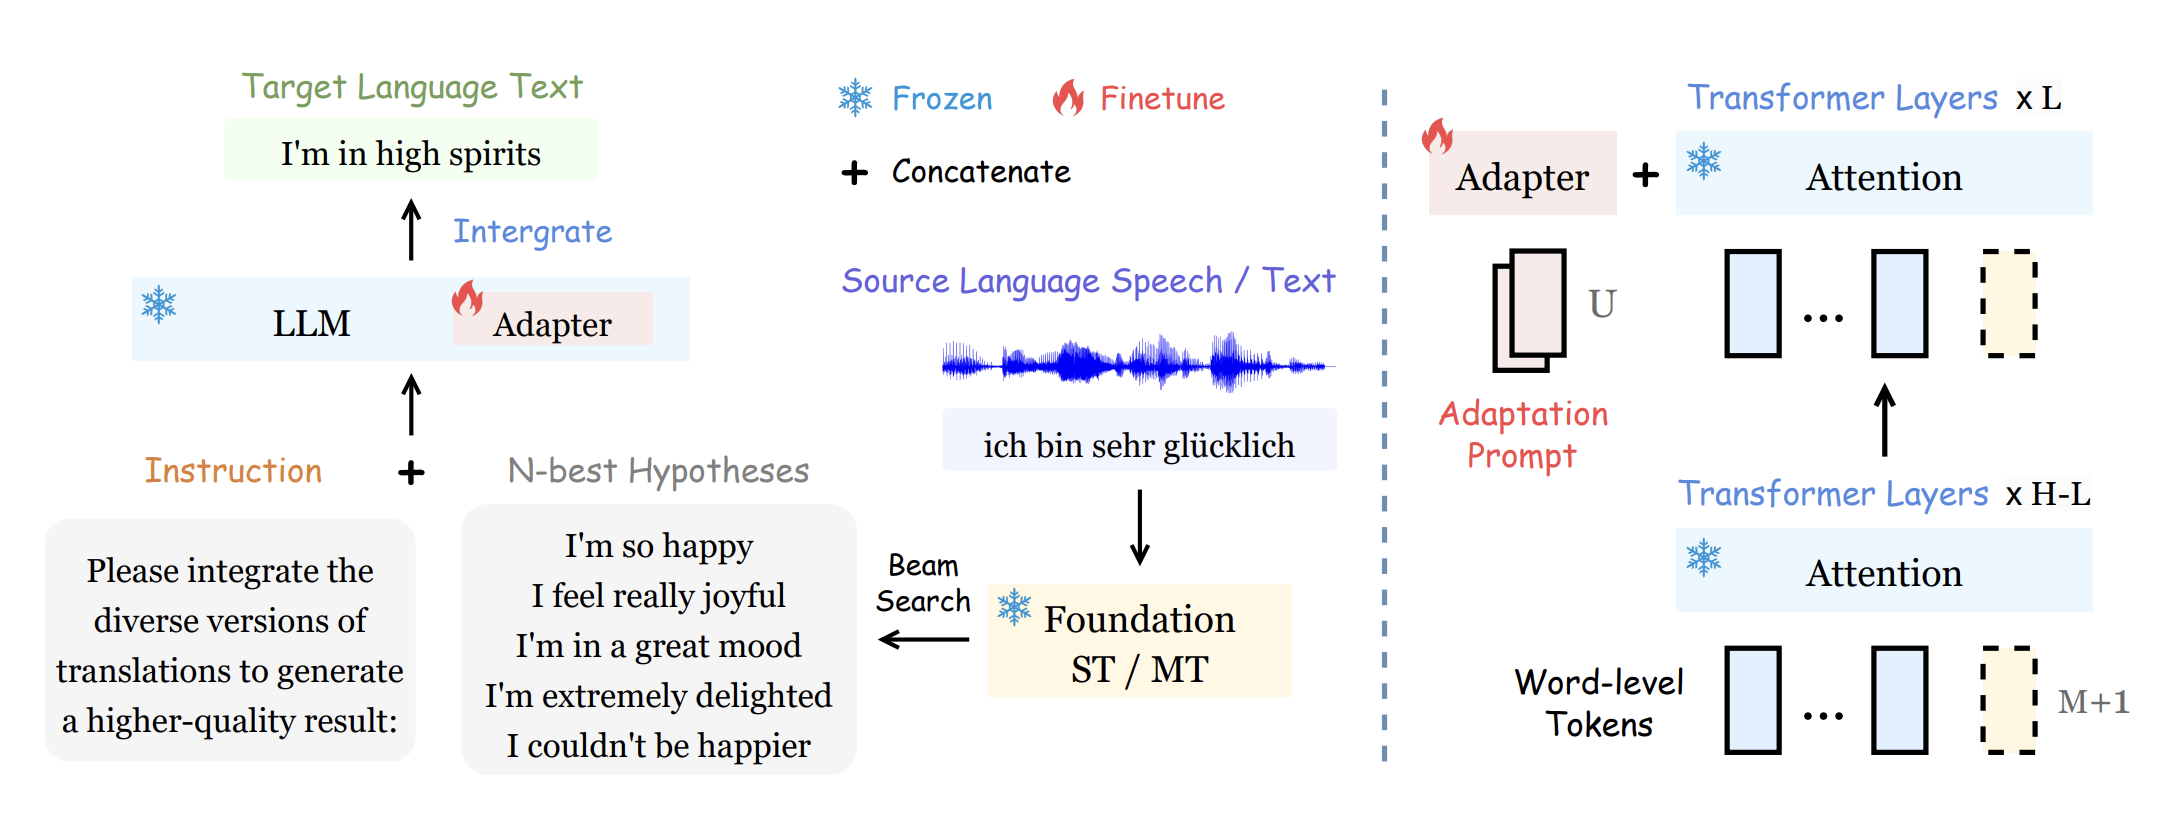 Target Language Text
I'm in high spirits
Intergrate
LLM
Adapter
Instruction
+
N-best Hypotheses
Please integrate the
diverse versions of
translations to generate
a higher-quality result:
I'm so happy
I feel really joyful
I'm in a great mood
I'm extremely delighted
I couldn't be happier
Frozen
Finetune
+ Concatenate
Source Language Speech / Text
ich bin sehr glücklich
Beam
Search
Foundation
ST / MT
Transformer Layers x L
Adapter
+
Attention
U
...
Adaptation
Prompt
Transformer Layers x H-L
Attention
Word-level
Tokens
...
M+1